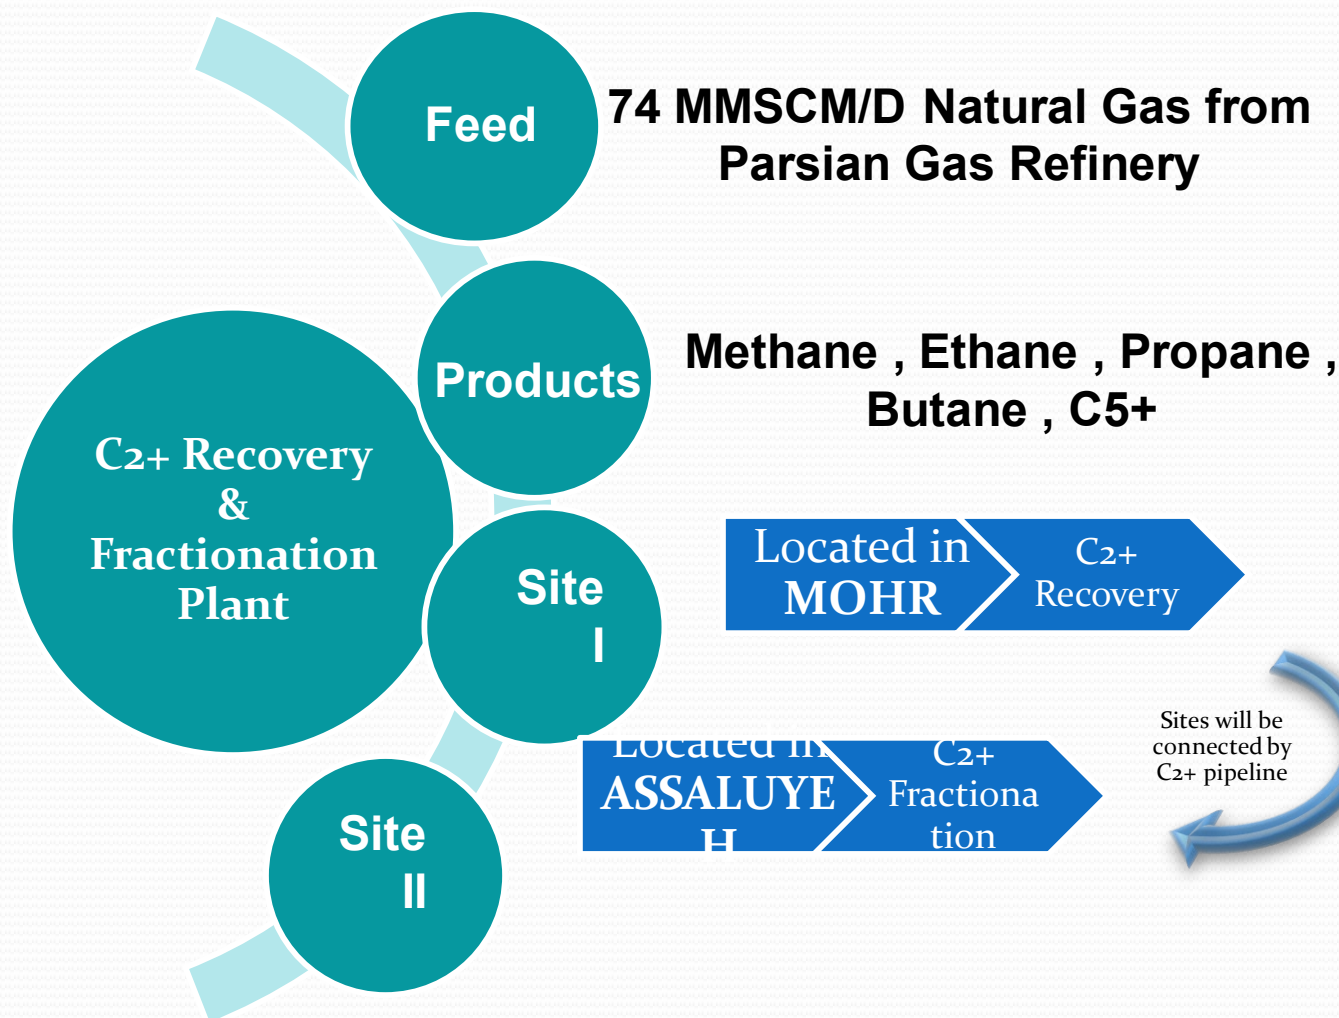 Feed
74 MMSCM/D Natural Gas from
Parsian Gas Refinery
Products
Methane , Ethane , Propane ,
Butane , C5+
C2+ Recovery
&
Fractionation
Plant
Site
I
Located in
MOHR
C2+
Recovery
Sites will be
connected by
C2+ pipeline
Site
II
Located in
ASSALUYE
H
C2+
Fractiona
tion